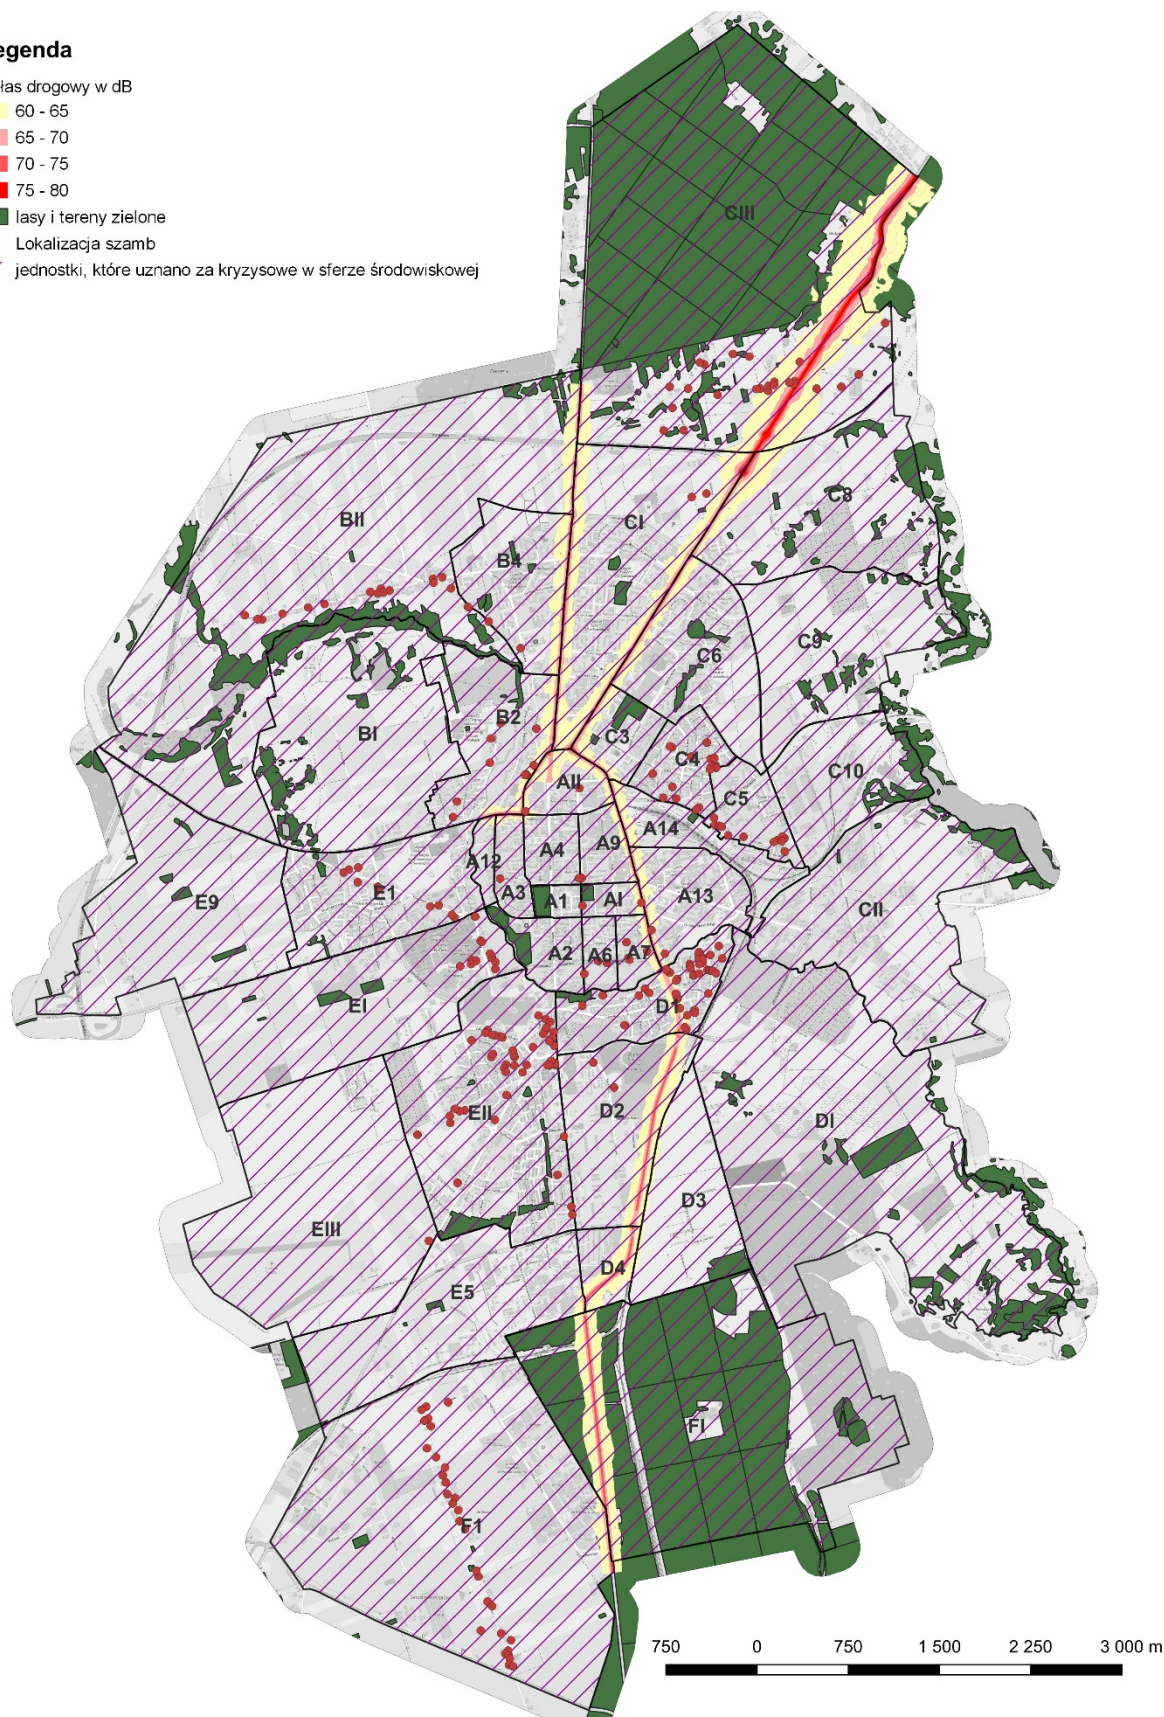 egenda
łas drogowy w dB
60 - 65
65 - 70
70 - 75
75 - 80
lasy i tereny zielone
Lokalizacja szamb
jednostki, które uznano za kryzysowe w sferze środowiskowej
CIII
C8
BII
CI
B4
C9
C6
B2
BI
C3
C4
C10
AII
C5
A14
A9
A4
A12
E1
A3
A1
AI
A13
E9
CII
A2
A6
A7
EI
D1
EII
D2
DI
D3
EIII
D4
E5
FI
F1
750 0 750 1 500 2 250 3 000 m